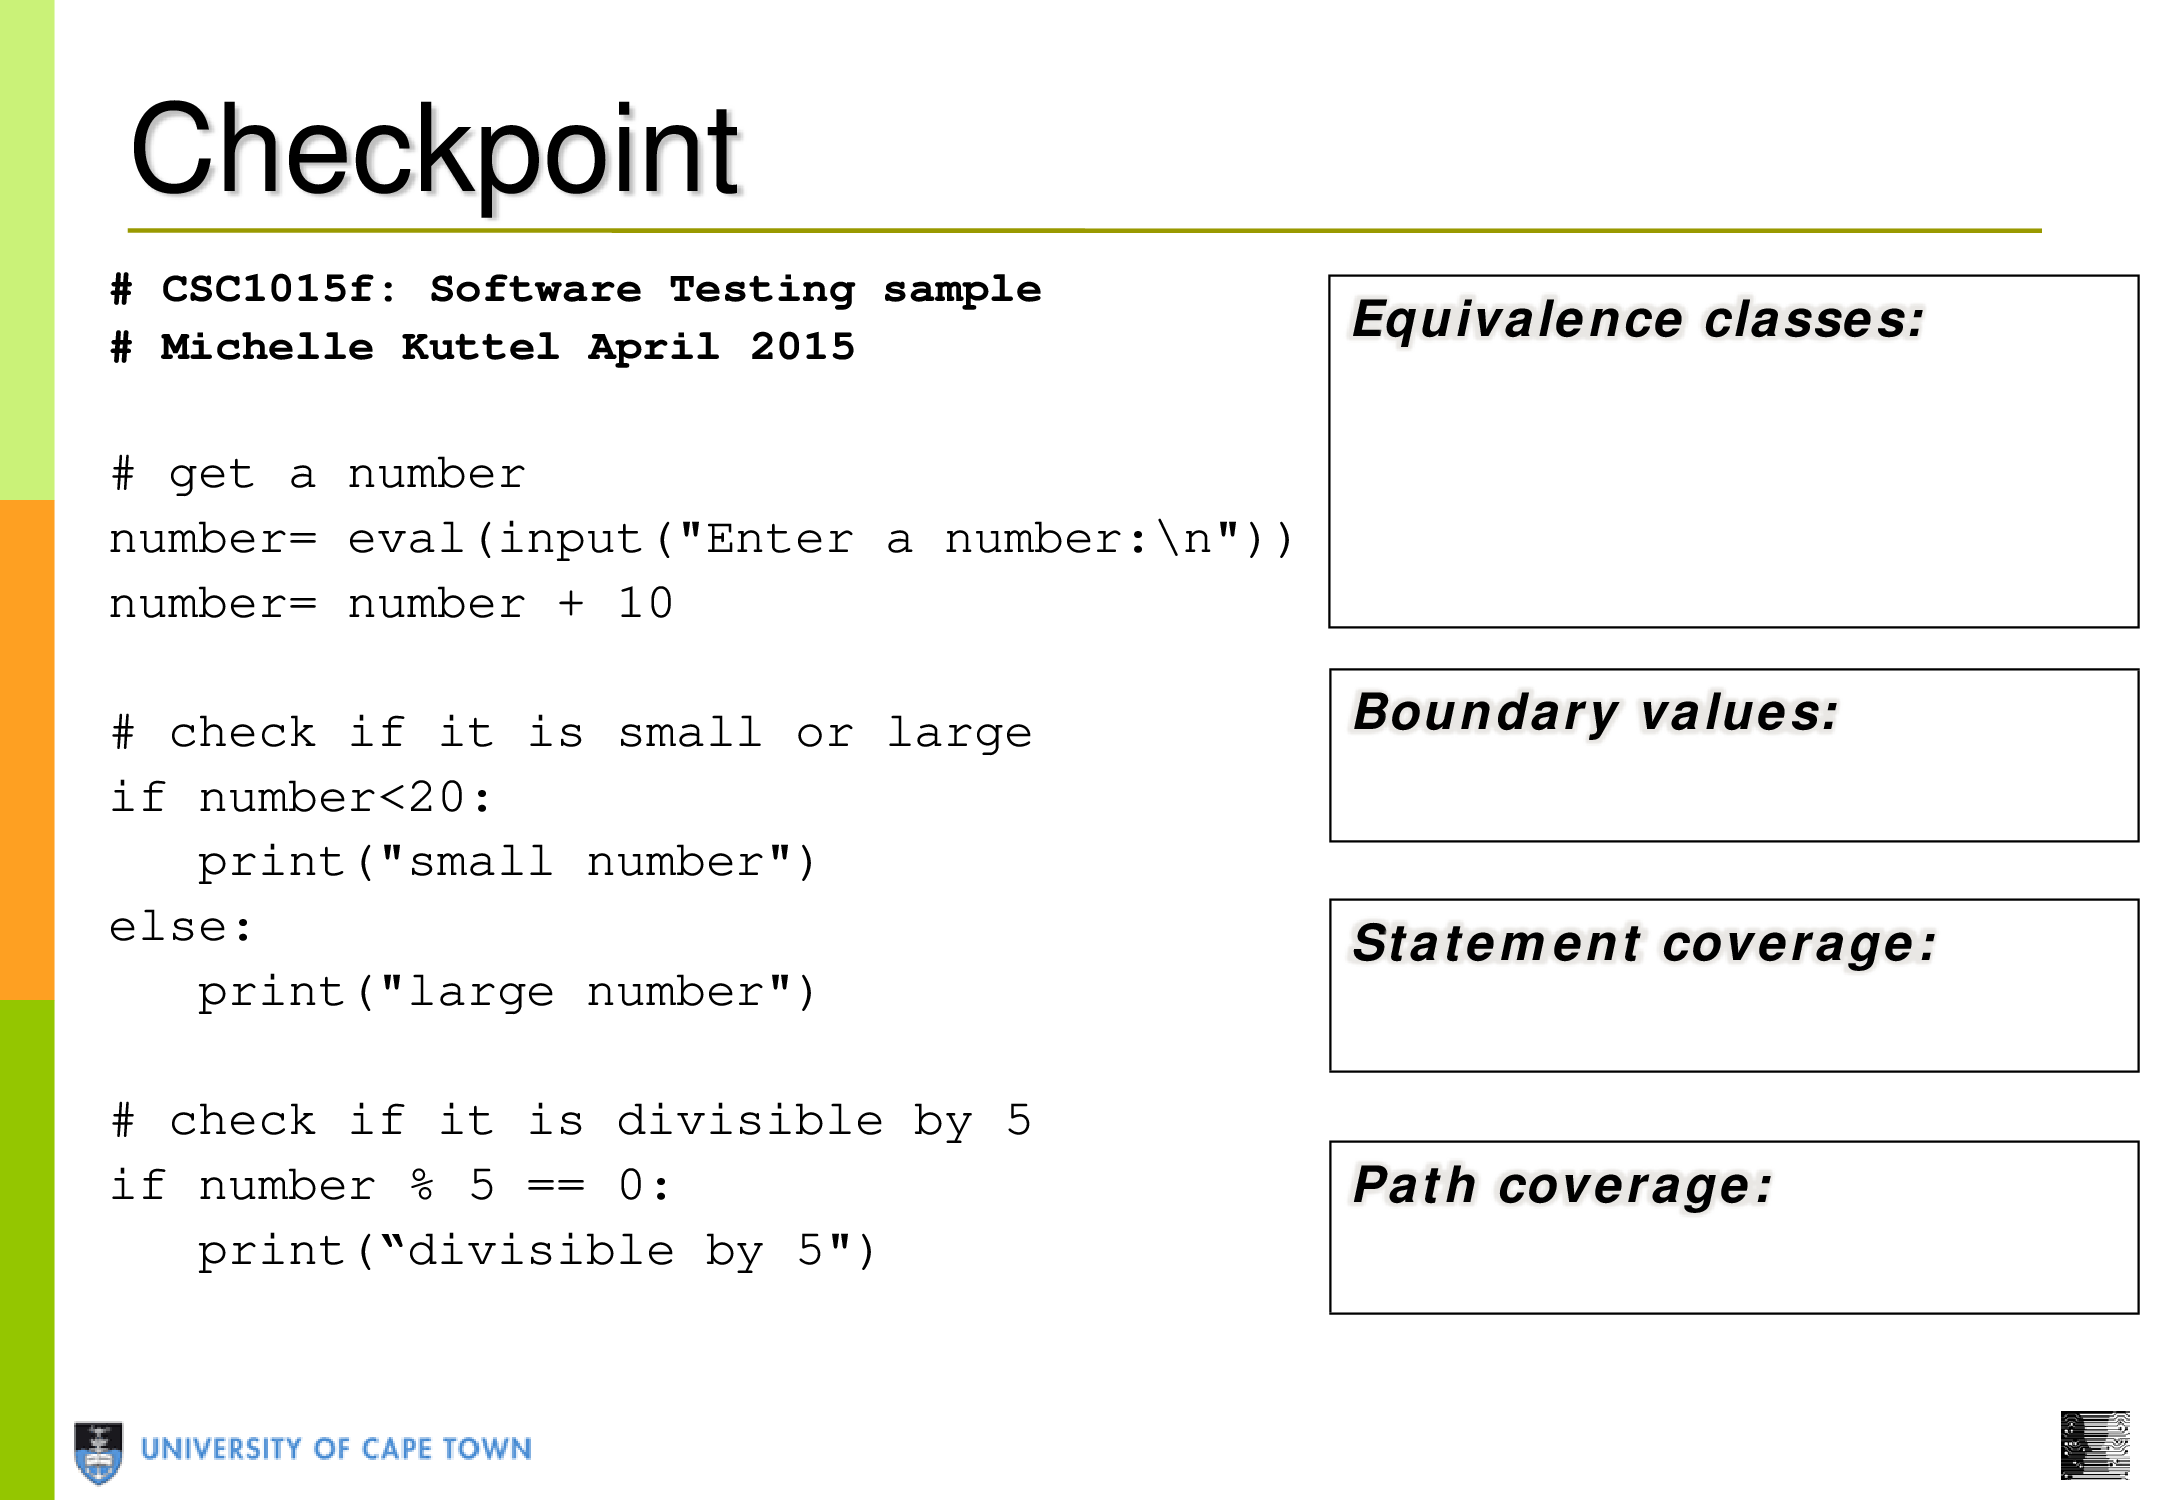 Checkpoint
# CSC1015f: Software Testing sample
# Michelle Kuttel April 2015
# get a number
number= eval(input("Enter a number:\n"))
number= number + 10
# check if it is small or large
if number<20:
   print("small number")
else:
   print("large number")
# check if it is divisible by 5
if number % 5 == 0:
   print(“divisible by 5")
Equivalence classes:
Boundary values:
Statement coverage:
Path coverage:
UNIVERSITY OF CAPE TOWN